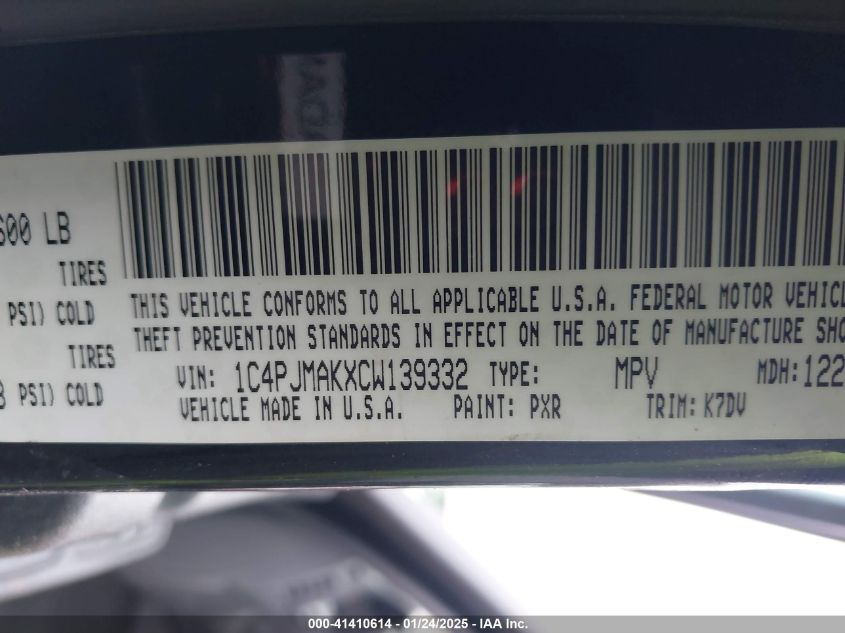 600 LB
TIRES
PSI) COLD
TIRES
PSI) COLD
THIS VEHICLE CONFORMS TO ALL APPLICABLE U.S.A. FEDERAL MOTOR VEHICL
THEFT PREVENTION STANDARDS IN EFFECT ON THE DATE OF MANUFACTURE SHO
VIN: 1C4PJMAKXCW139332 TYPE: MPV MDH: 122
VEHICLE MADE IN U.S.A. PAINT: PXR TRIM: K7DV
000-41410614 - 01/24/2025 - IAA Inc.